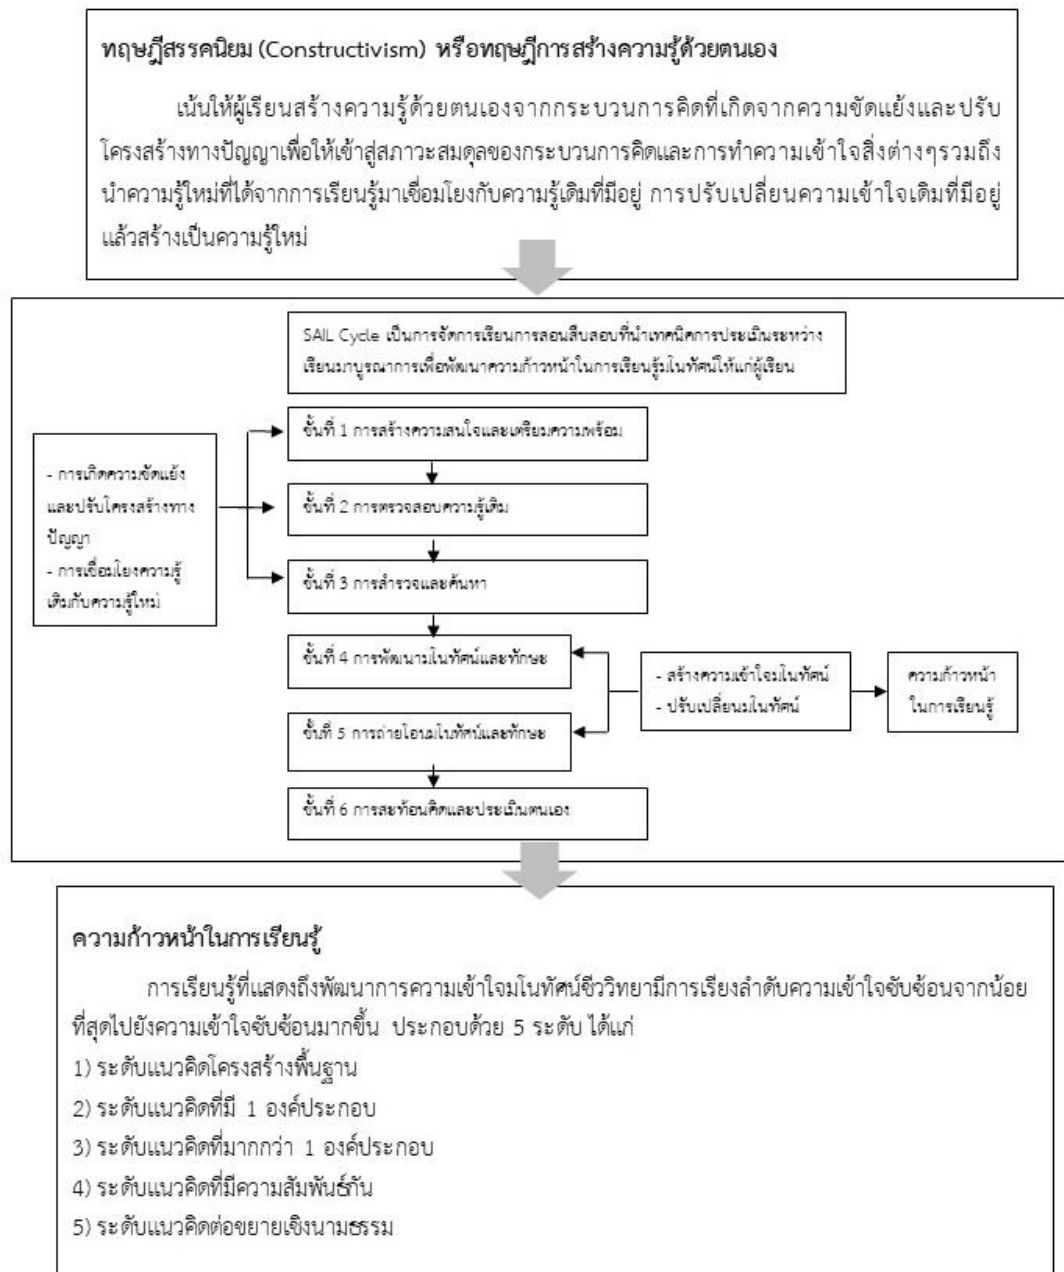 ทฤษฎีสรรคนิยม (Constructivism) หรือทฤษฎีการสร้างความรู้ด้วยตนเอง
เน้นให้ผู้เรียนสร้างความรู้ด้วยตนเองจากกระบวนการคิดที่เกิดจากความขัดแย้งและปรับ
โครงสร้างทางปัญญาเพื่อให้เข้าสู่สภาวะสมดุลของกระบวนการคิดและการทำความเข้าใจสิ่งต่างๆรวมถึง
นำความรู้ใหม่ที่ได้จากการเรียนรู้มาเชื่อมโยงกับความรู้เดิมที่มีอยู่ การปรับเปลี่ยนความเข้าใจเดิมที่มีอยู่
แล้วสร้างเป็นความรู้ใหม่
SAIL Cycle เป็นการจัดการเรียนการสอนสืบสอบที่นำเทคนิคการประเมินระหว่าง
เรียนมาบูรณาการเพื่อพัฒนาความก้าวหน้าในการเรียนรู้มโนทัศน์ให้แก่ผู้เรียน
- การเกิดความขัดแย้ง
และปรับโครงสร้างทาง
ปัญญา
- การเชื่อมโยงความรู้
เดิมกับความรู้ใหม่
ขั้นที่ 1 การสร้างความสนใจและเตรียมความพร้อม
ขั้นที่ 2 การตรวจสอบความรู้เดิม
ขั้นที่ 3 การสำรวจและค้นหา
ขั้นที่ 4 การพัฒนามโนทัศน์และทักษะ
ขั้นที่ 5 การถ่ายโอนมโนทัศน์และทักษะ
ขั้นที่ 6 การสะท้อนคิดและประเมินตนเอง
- สร้างความเข้าใจมโนทัศน์
- ปรับเปลี่ยนมโนทัศน์
ความก้าวหน้า
ในการเรียนรู้
ความก้าวหน้าในการเรียนรู้
การเรียนรู้ที่แสดงถึงพัฒนาการความเข้าใจมโนทัศน์ชีววิทยามีการเรียงลำดับความเข้าใจซับซ้อนจากน้อย
ที่สุดไปยังความเข้าใจซับซ้อนมากขึ้น ประกอบด้วย 5 ระดับ ได้แก่
1) ระดับแนวคิดโครงสร้างพื้นฐาน
2) ระดับแนวคิดที่มี 1 องค์ประกอบ
3) ระดับแนวคิดที่มากกว่า 1 องค์ประกอบ
4) ระดับแนวคิดที่มีความสัมพันธ์กัน
5) ระดับแนวคิดต่อขยายเชิงนามธรรม